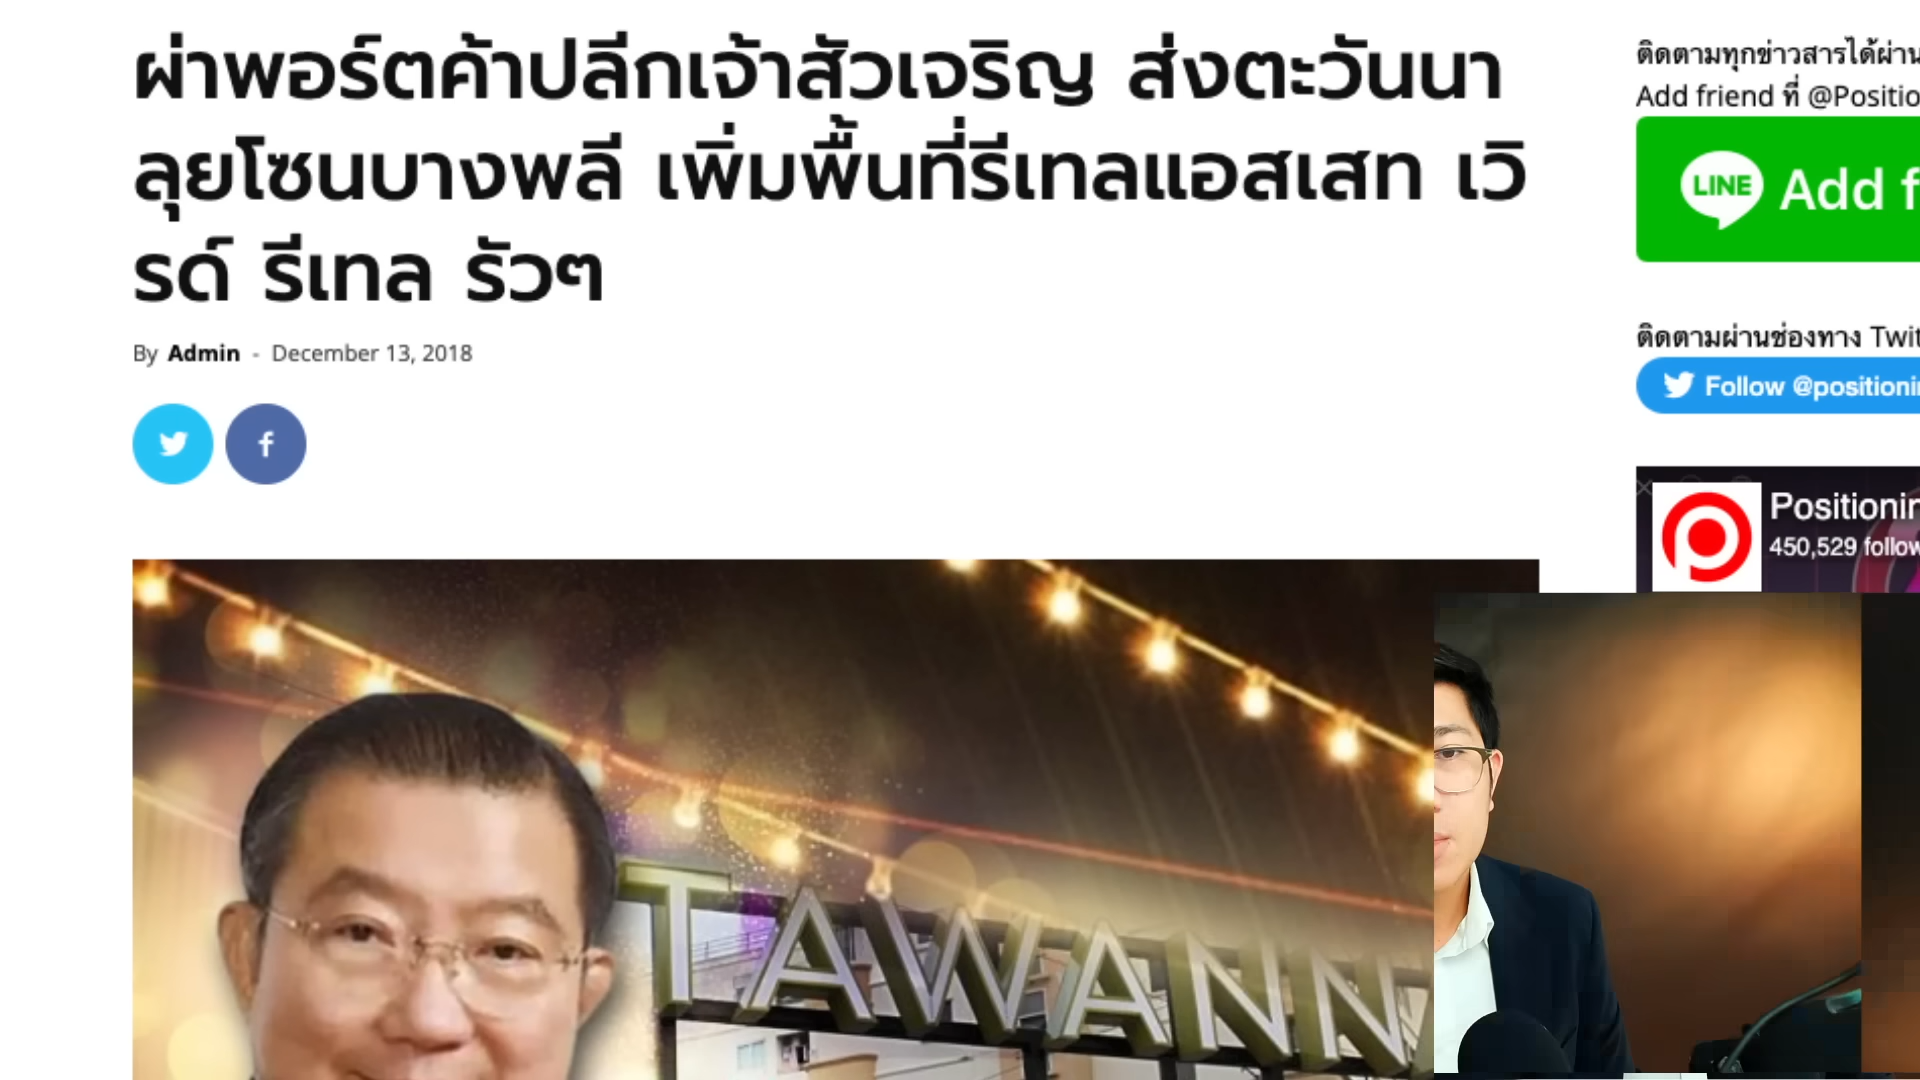 ผ่าพอร์ตค้าปลีกเจ้าสัวเจริญ ส่งตะวันนา
ลุยโซนบางพลี เพิ่มพื้นที่รีเทลแอสเสท เวิ
รด์ รีเทล รัวๆ
By Admin - December 13, 2018
ติดตามทุกข่าวสารได้ผ่าน
Add friend ที่ @Positio
LINE Add f
ติดตามผ่านช่องทาง Twit
Follow @positionin
Positionin
450,529 follow
TAWANNA